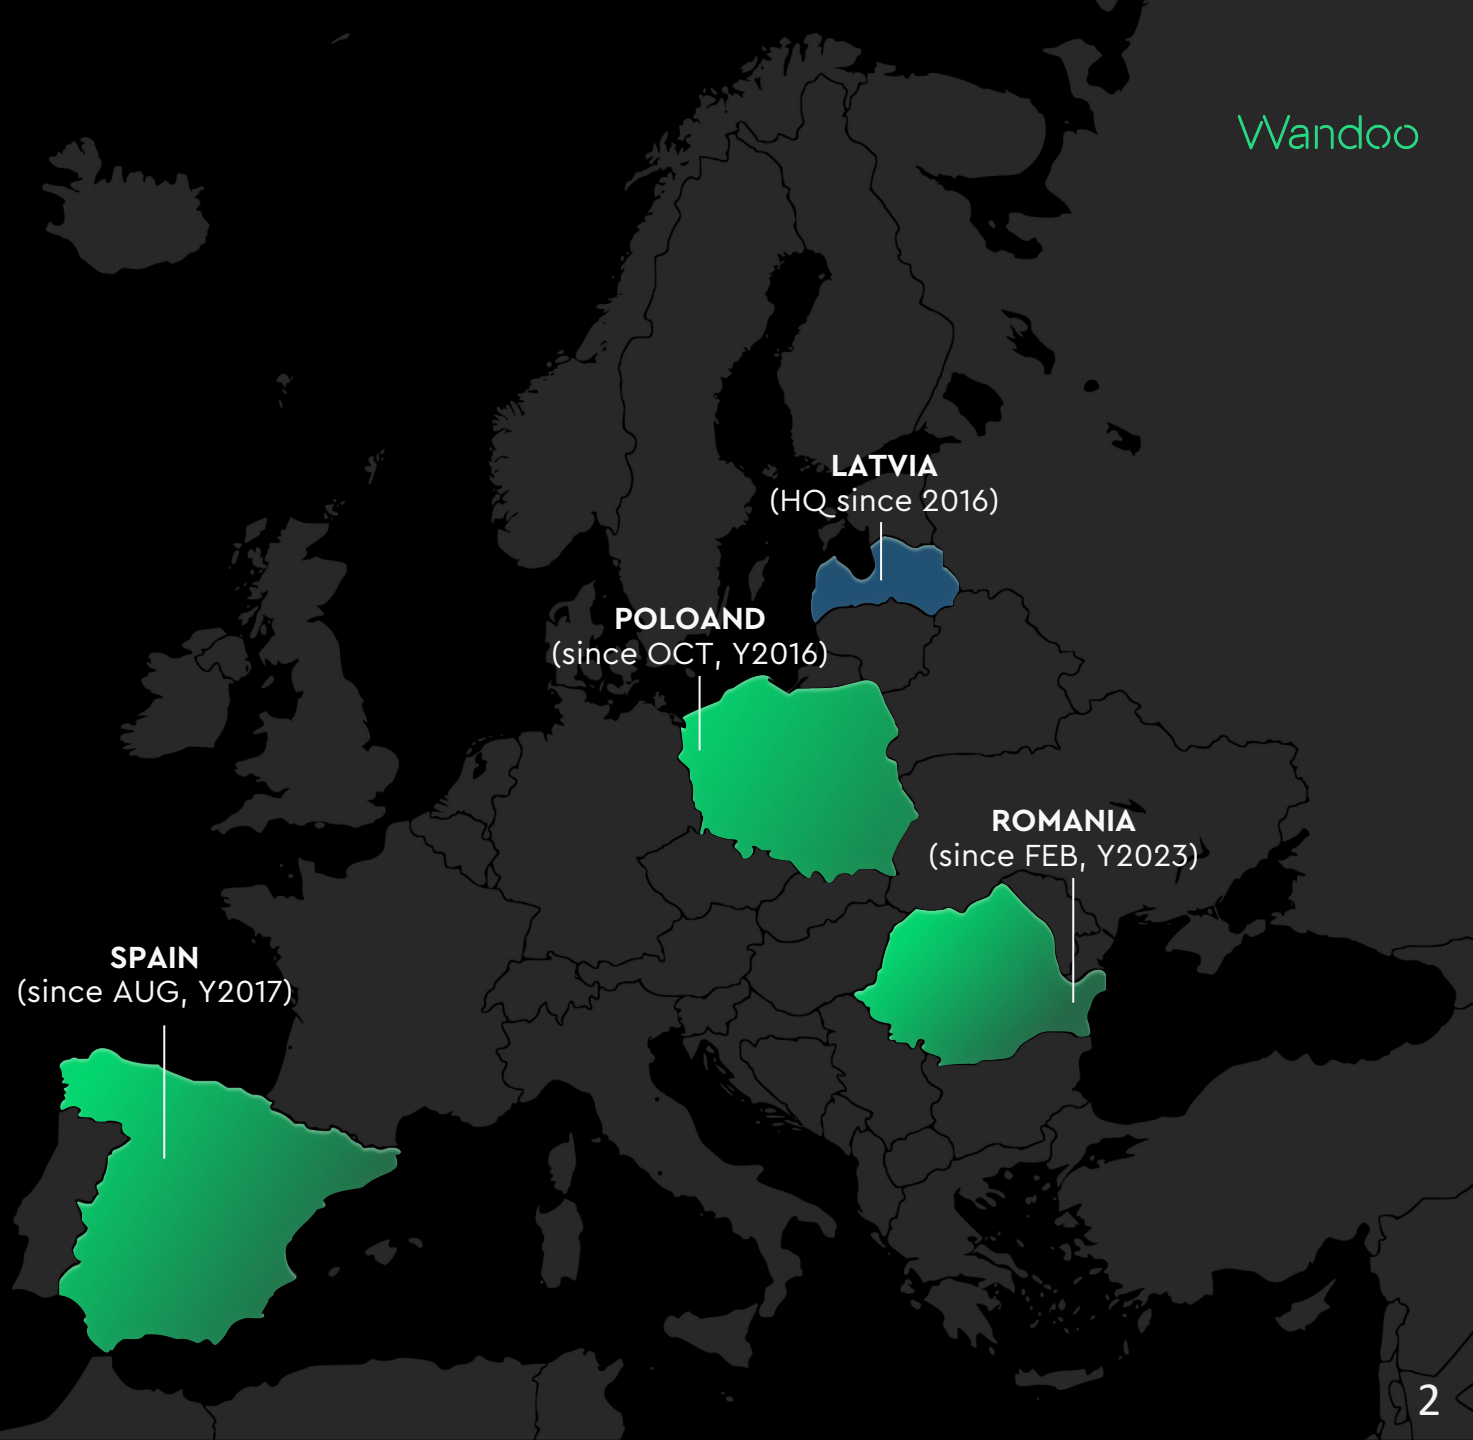 Wandoo
LATVIA
(HQ since 2016)
POLOAND
(since OCT, Y2016)
ROMANIA
(since FEB, Y2023)
SPAIN
(since AUG, Y2017)
2